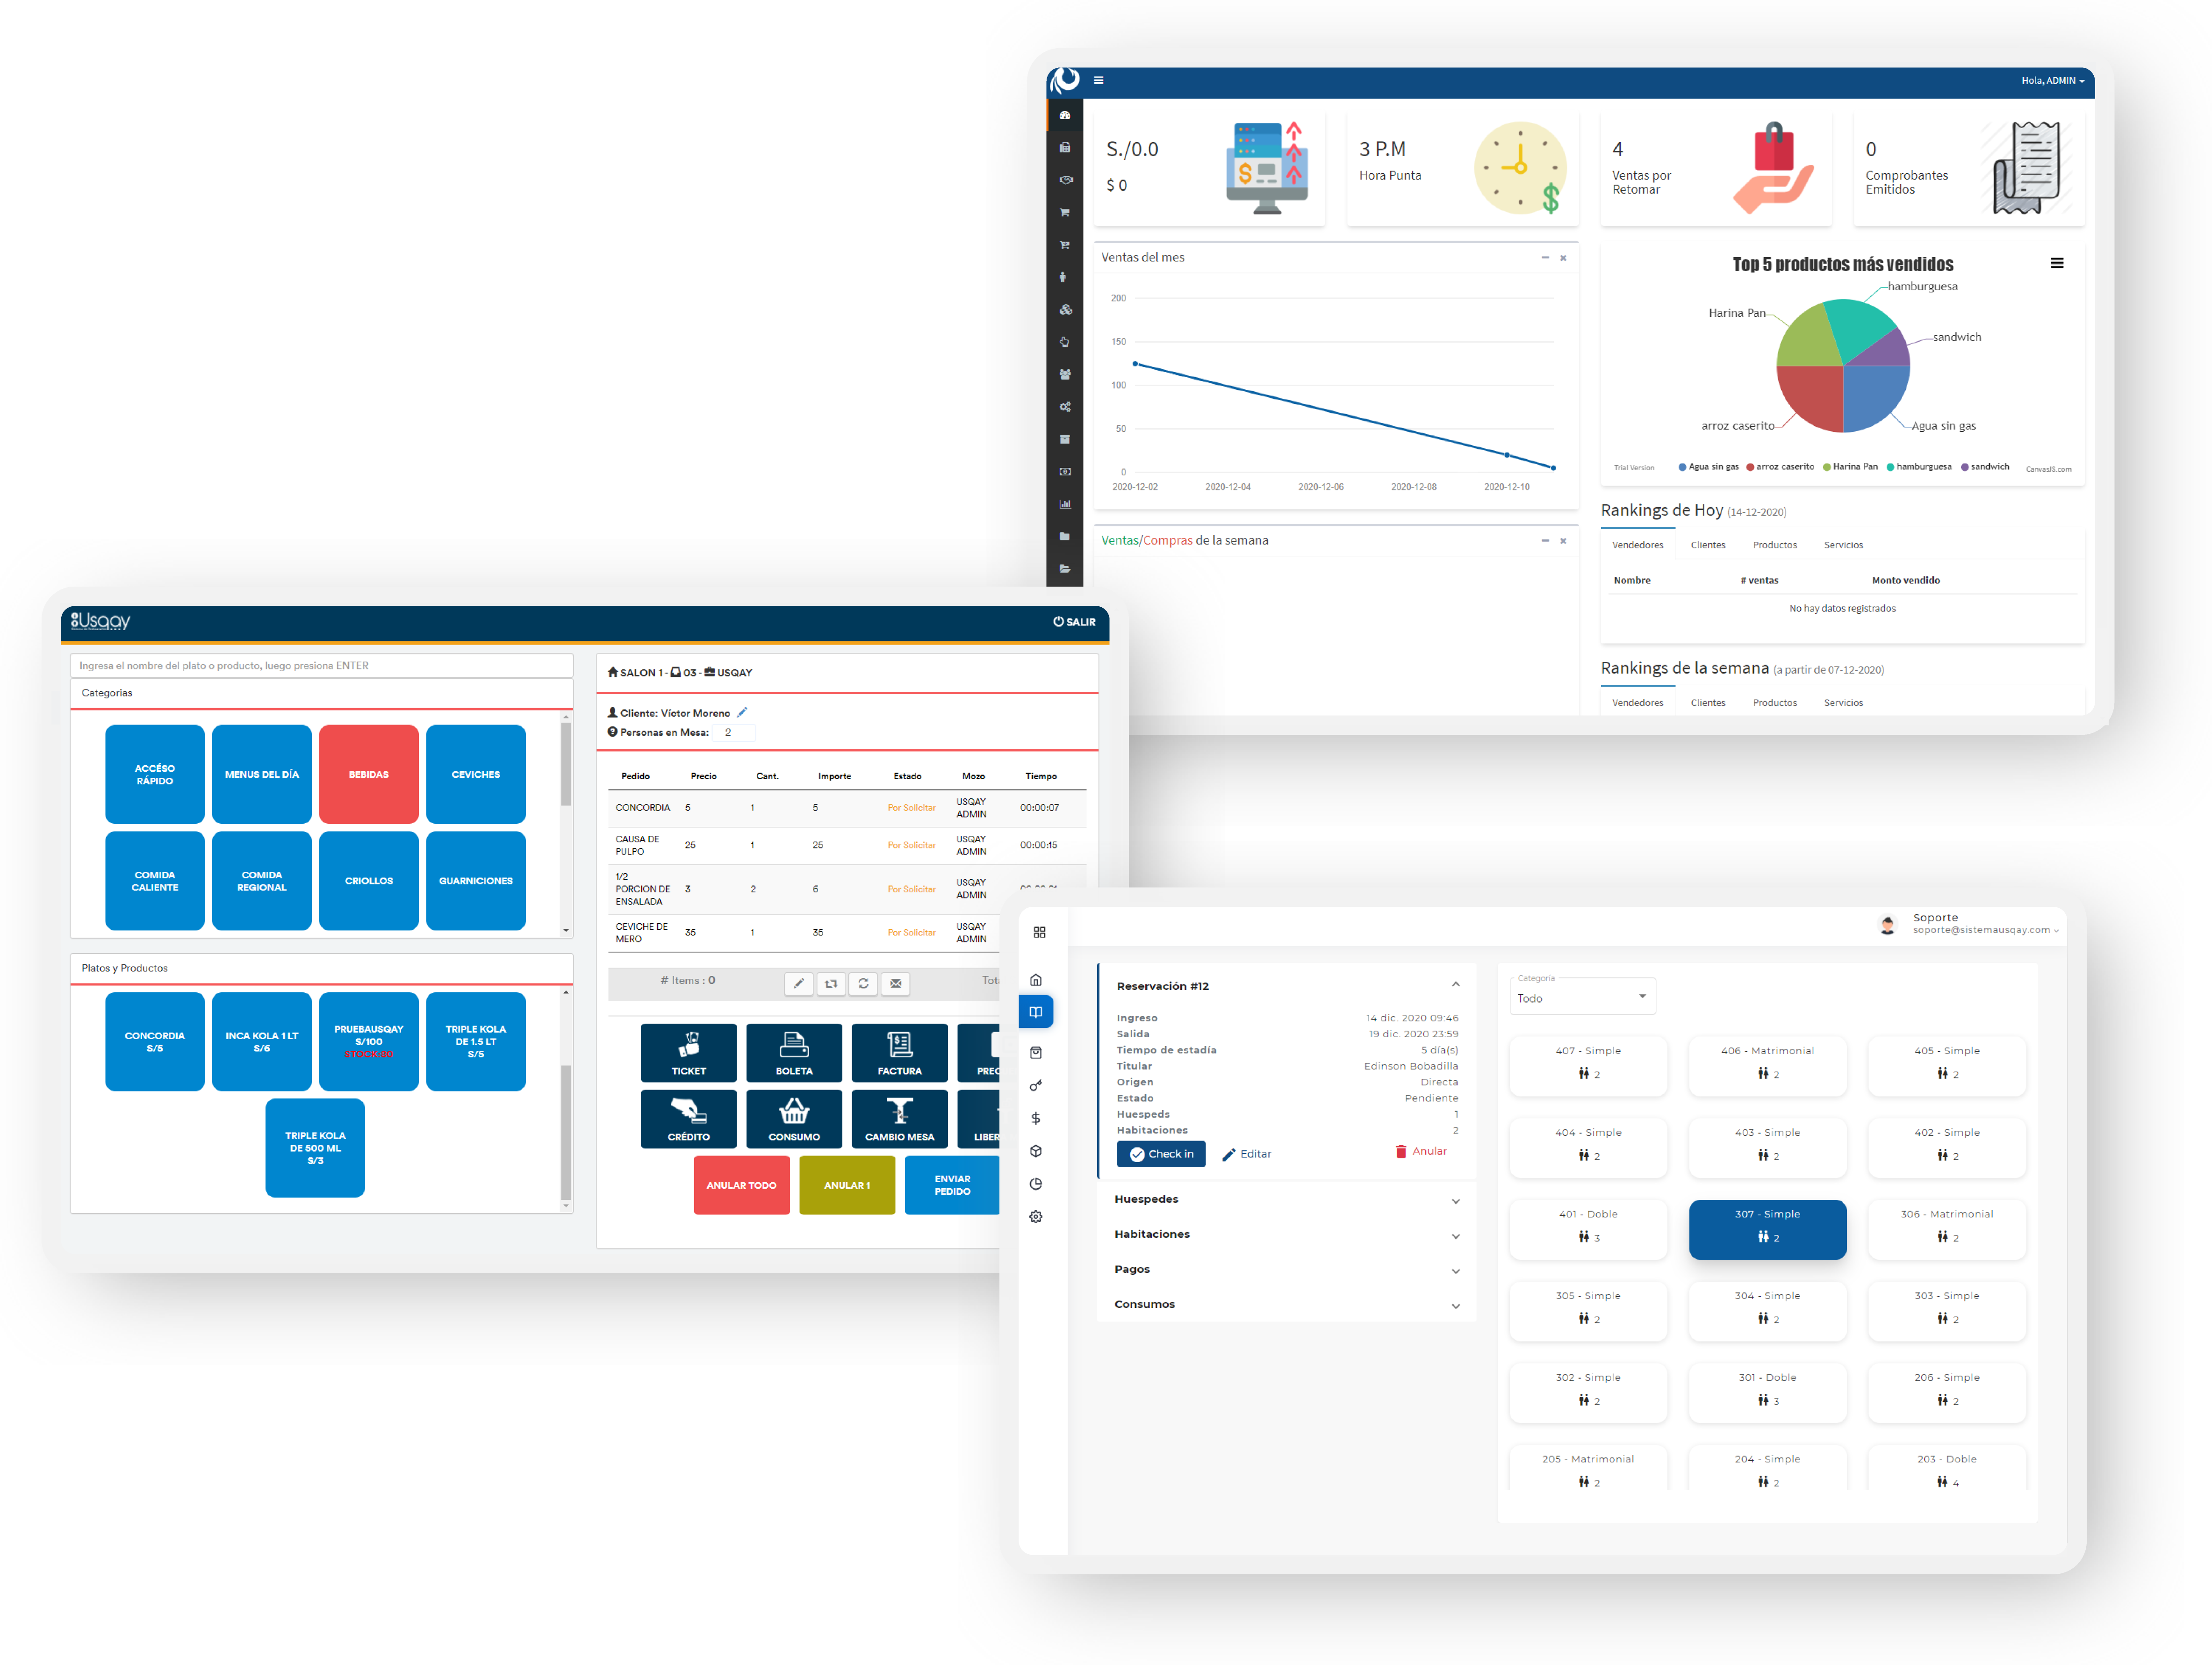 Hola, ADMIN
S./0.0
$ 0
3 P.M
Hora Punta
4
Ventas por
Retomar
0
Comprobantes
Emitidos
Ventas del mes
200
150
100
50
0
2020-12-02 2020-12-04 2020-12-06 2020-12-08 2020-12-10
Top 5 productos más vendidos
hamburguesa
Harina Pan
sandwich
arroz caserito
Agua sin gas
Trial Version Agua sin gas arroz caserito Harina Pan hamburguesa sandwich CanvasJS.com
Ventas/Compras de la semana
Rankings de Hoy (14-12-2020)
Vendedores Clientes Productos Servicios
Nombre # ventas Monto vendido
No hay datos registrados
Rankings de la semana (a partir de 07-12-2020)
Vendedores Clientes Productos Servicios
Usqay
SALIR
Ingresa el nombre del plato o producto, luego presiona ENTER
Categorías
ACCÉSO
RÁPIDO
MENUS DEL DÍA
BEBIDAS
CEVICHES
COMIDA
CALIENTE
COMIDA
REGIONAL
CRIOLLOS
GUARNICIONES
Platos y Productos
CONCORDIA
S/5
INCA KOLA 1 LT
S/6
PRUEBAUSQAY
S/100
STOCK:80
TRIPLE KOLA
DE 1.5 LT
S/5
TRIPLE KOLA
DE 500 ML
S/3
SALON 1 - 03 - USQAY
Cliente: Víctor Moreno
Personas en Mesa: 2
Pedido Precio Cant. Importe Estado Mozo Tiempo
CONCORDIA 5 1 5 Por Solicitar USQAY ADMIN 00:00:07
CAUSA DE PULPO 25 1 25 Por Solicitar USQAY ADMIN 00:00:15
1/2 PORCION DE ENSALADA 3 2 6 Por Solicitar USQAY ADMIN
CEVICHE DE MERO 35 1 35 Por Solicitar USQAY ADMIN
# Items : 0
TICKET
BOLETA
FACTURA
CRÉDITO
CONSUMO
CAMBIO MESA
ANULAR TODO
ANULAR 1
ENVIAR
PEDIDO
Soporte
soporte@sistemausqay.com
Reservación #12
Ingreso 14 dic. 2020 09:46
Salida 19 dic. 2020 23:59
Tiempo de estadía 5 día(s)
Titular Edinson Bobadilla
Origen Directa
Estado Pendiente
Huespeds 1
Habitaciones 2
Check in Editar Anular
Huespedes
Habitaciones
Pagos
Consumos
Categoria
Todo
407 - Simple
2
406 - Matrimonial
2
405 - Simple
2
404 - Simple
2
403 - Simple
2
402 - Simple
2
401 - Doble
3
307 - Simple
2
306 - Matrimonial
2
305 - Simple
2
304 - Simple
2
303 - Simple
2
302 - Simple
2
301 - Doble
3
206 - Simple
2
205 - Matrimonial
2
204 - Simple
2
203 - Doble
4